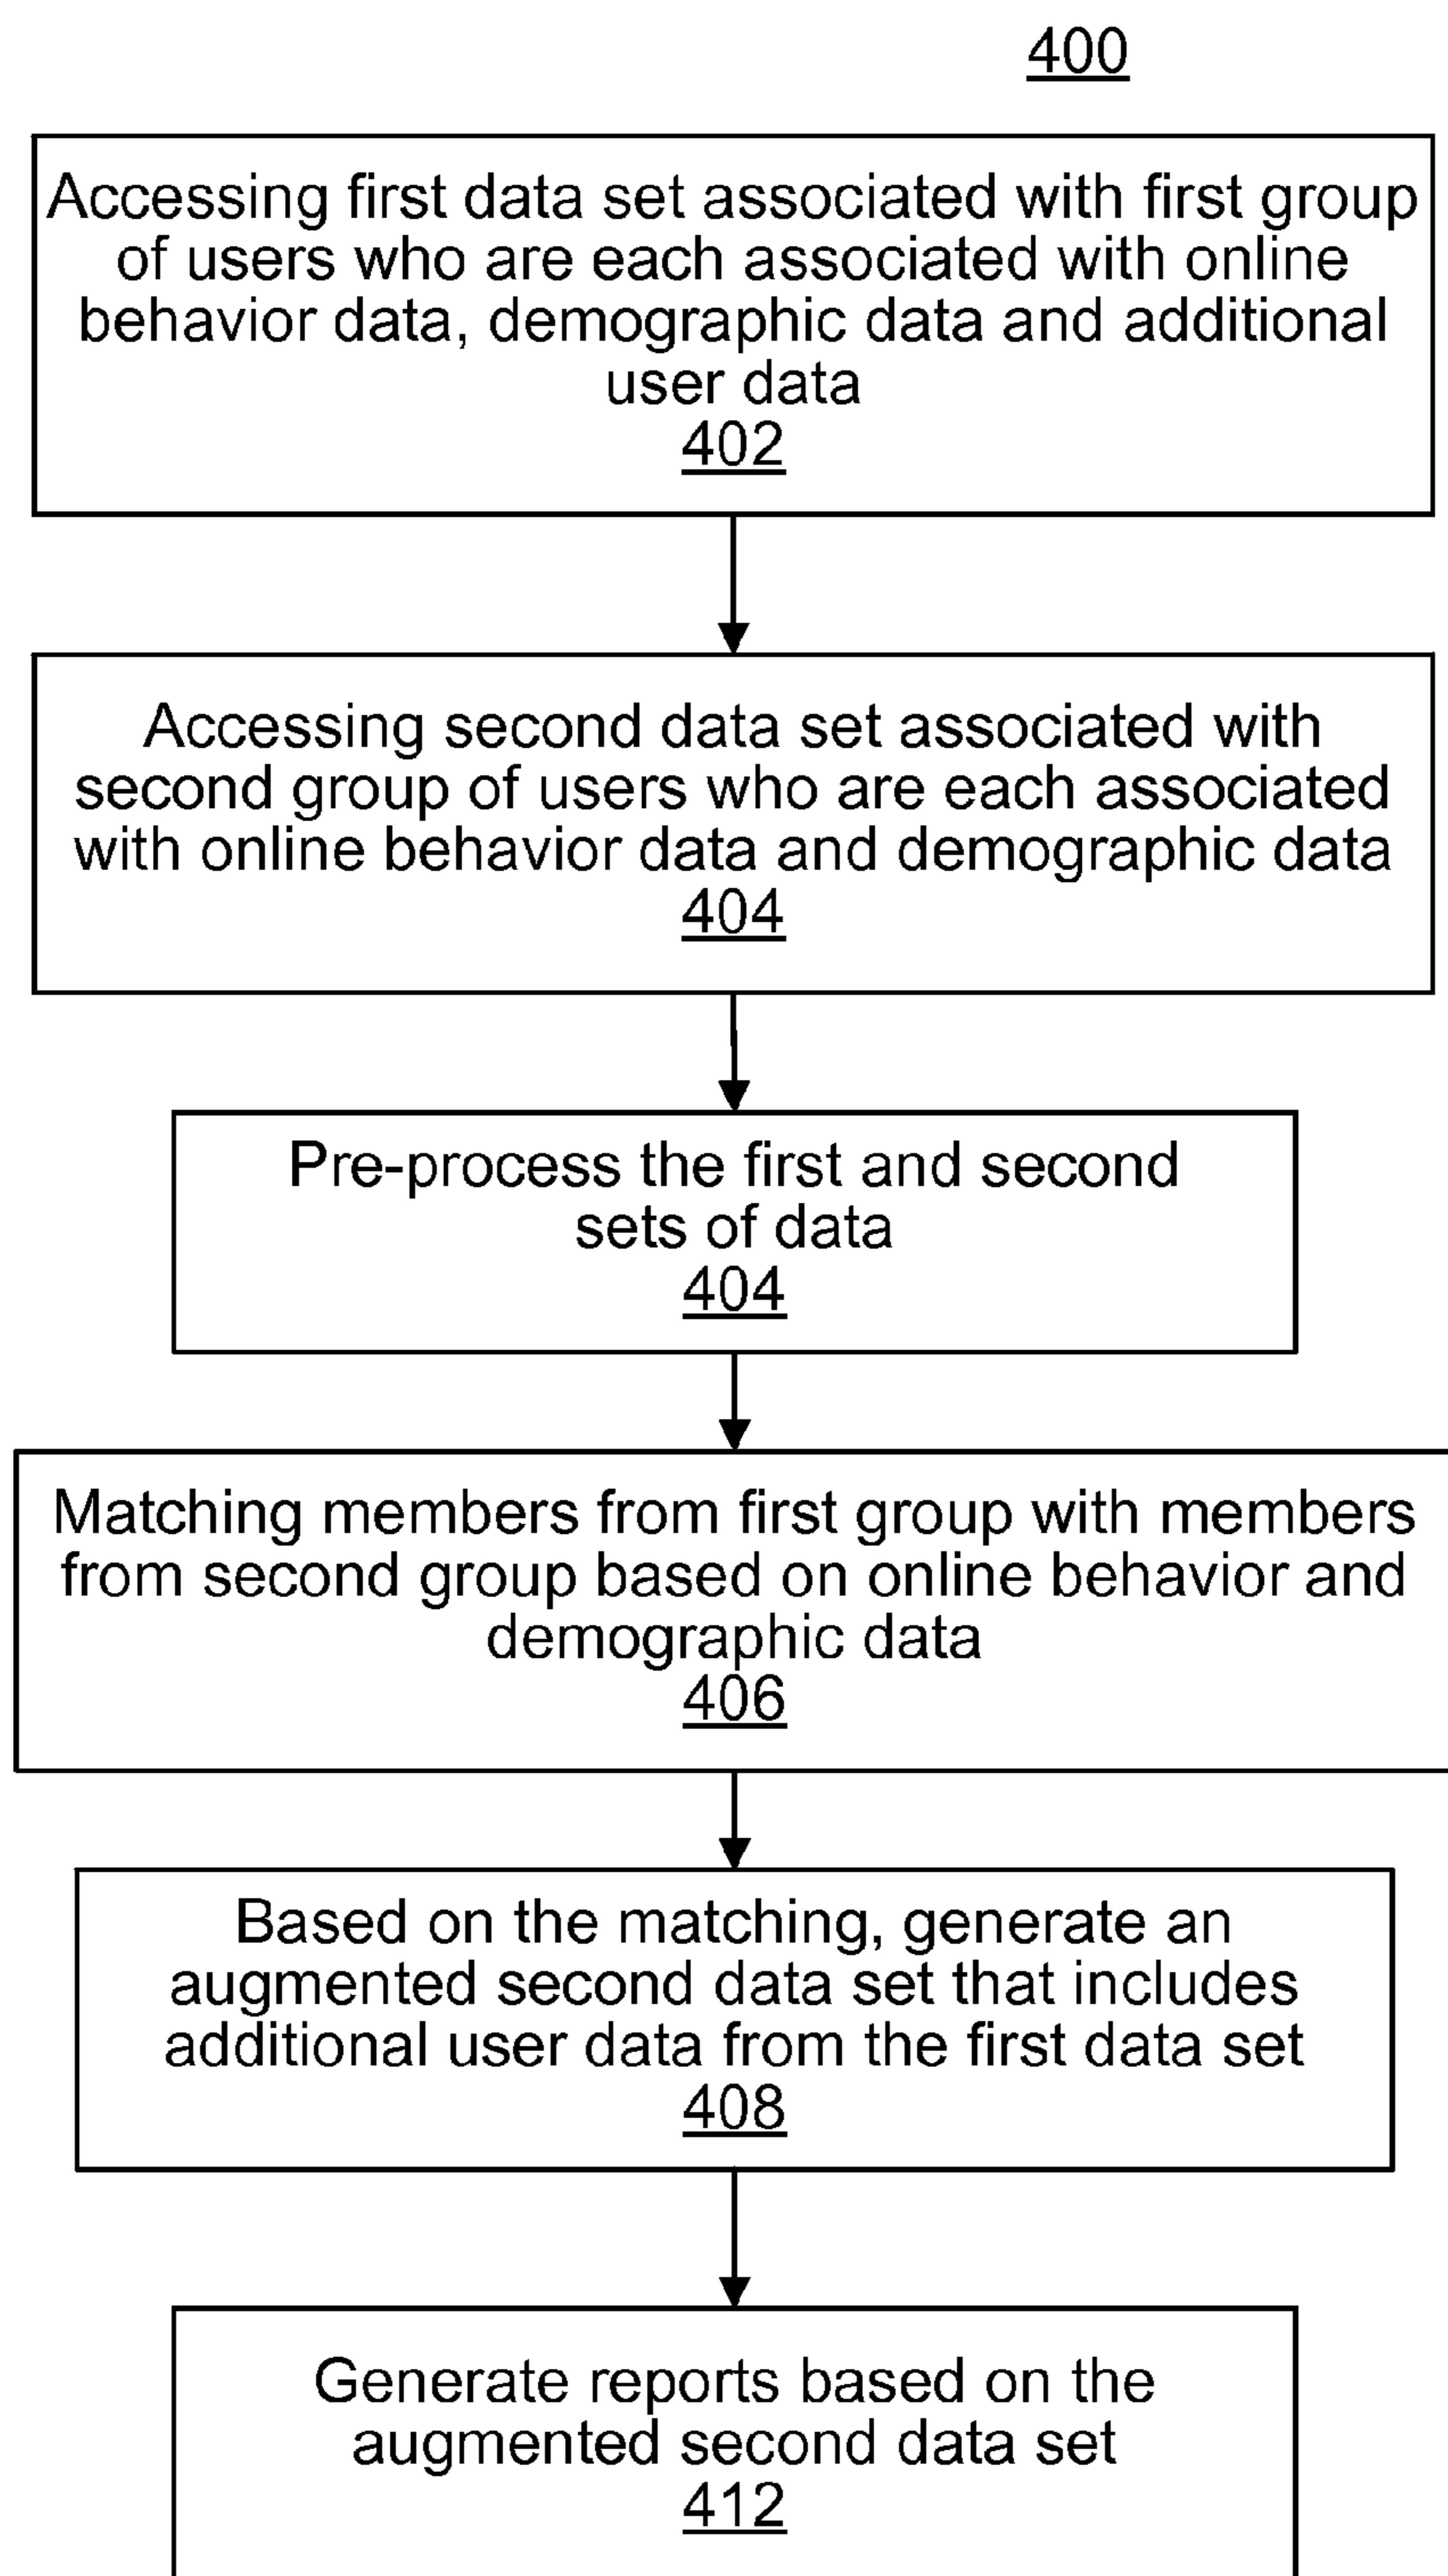 400
Accessing first data set associated with first group
of users who are each associated with online
behavior data, demographic data and additional
user data
402
Accessing second data set associated with
second group of users who are each associated
with online behavior data and demographic data
404
Pre-process the first and second
sets of data
404
Matching members from first group with members
from second group based on online behavior and
demographic data
406
Based on the matching, generate an
augmented second data set that includes
additional user data from the first data set
408
Generate reports based on the
augmented second data set
412